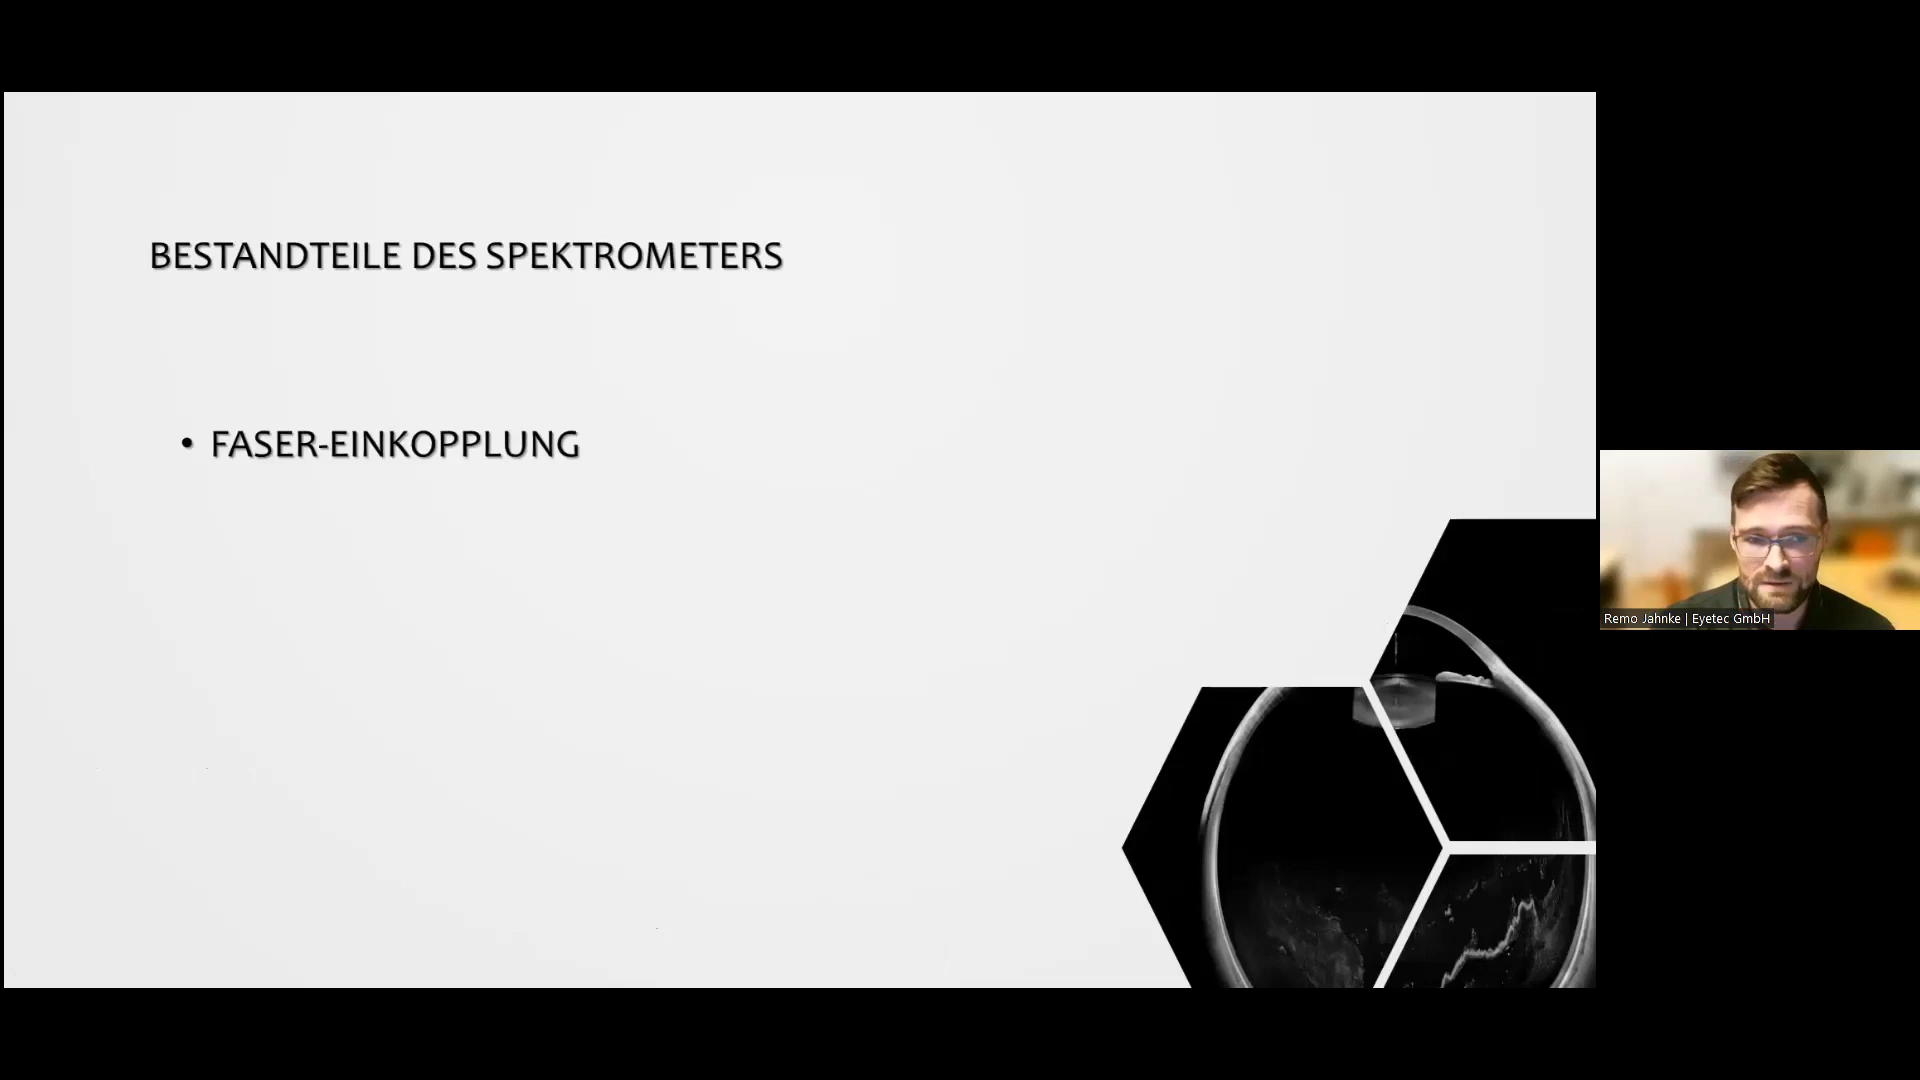 BESTANDTEILE DES SPEKTROMETERS
• FASER-EINKOPPLUNG
Remo Jahnke | Eyetec GmbH